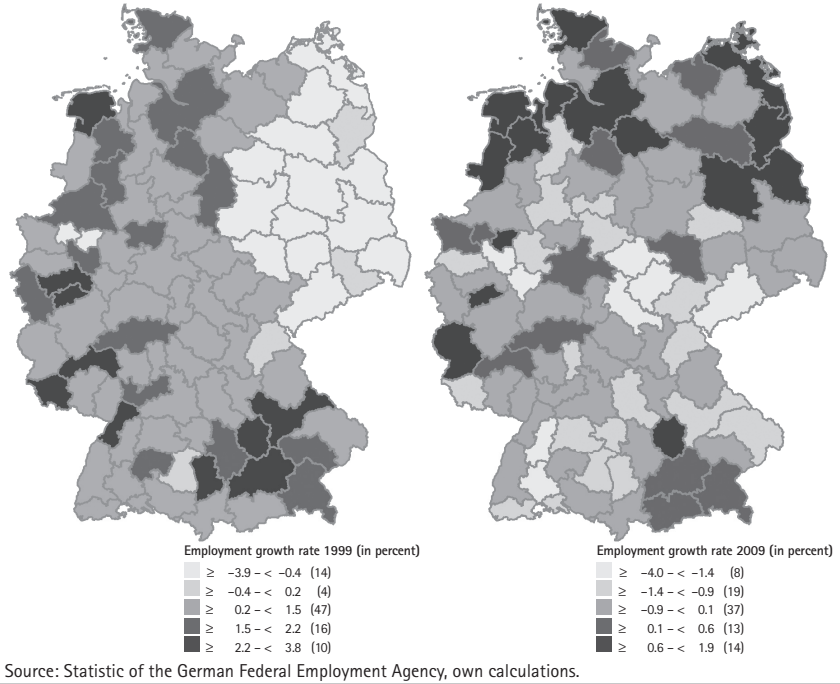 Employment growth rate 1999 (in percent)
≥ −3.9 – < −0.4 (14)
≥ −0.4 – < 0.2 (4)
≥ 0.2 – < 1.5 (47)
≥ 1.5 – < 2.2 (16)
≥ 2.2 – < 3.8 (10)
Employment growth rate 2009 (in percent)
≥ −4.0 – < −1.4 (8)
≥ −1.4 – < −0.9 (19)
≥ −0.9 – < 0.1 (37)
≥ 0.1 – < 0.6 (13)
≥ 0.6 – < 1.9 (14)
Source: Statistic of the German Federal Employment Agency, own calculations.